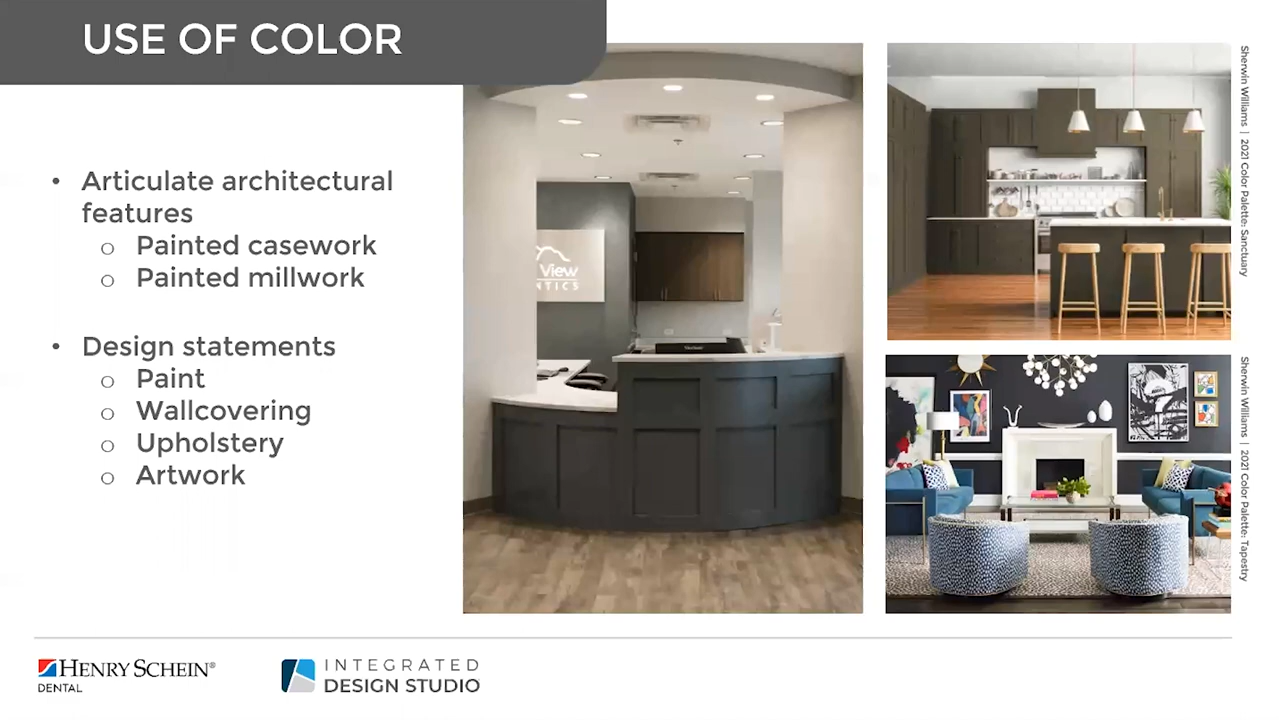 USE OF COLOR
• Articulate architectural
features
o Painted casework
o Painted millwork
• Design statements
o Paint
o Wallcovering
o Upholstery
o Artwork
View
NTICS
Sherwin Williams | 2021 Color Palette: Sanctuary
Sherwin Williams | 2021 Color Palette: Tapestry
HENRY SCHEIN®
DENTAL
INTEGRATED
DESIGN STUDIO